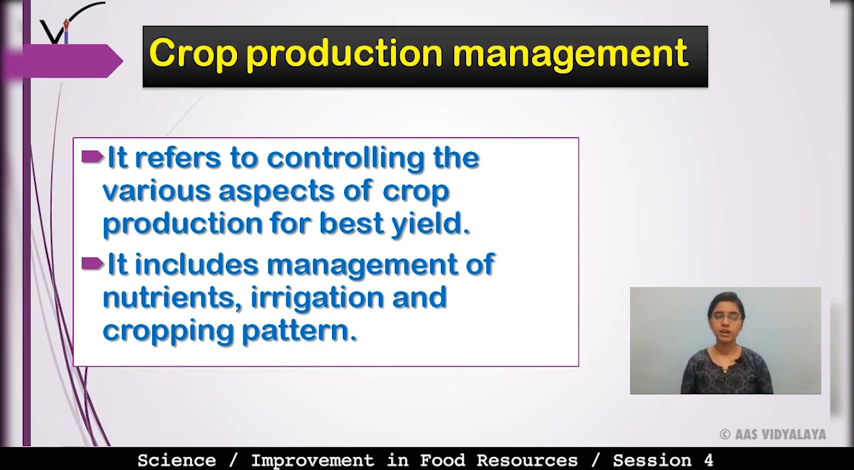 Vi
Crop production management
It refers to controlling the
various aspects of crop
production for best yield.
It includes management of
nutrients, irrigation and
cropping pattern.
© AAS VIDYALAYA
Science / Improvement in Food Resources / Session 4